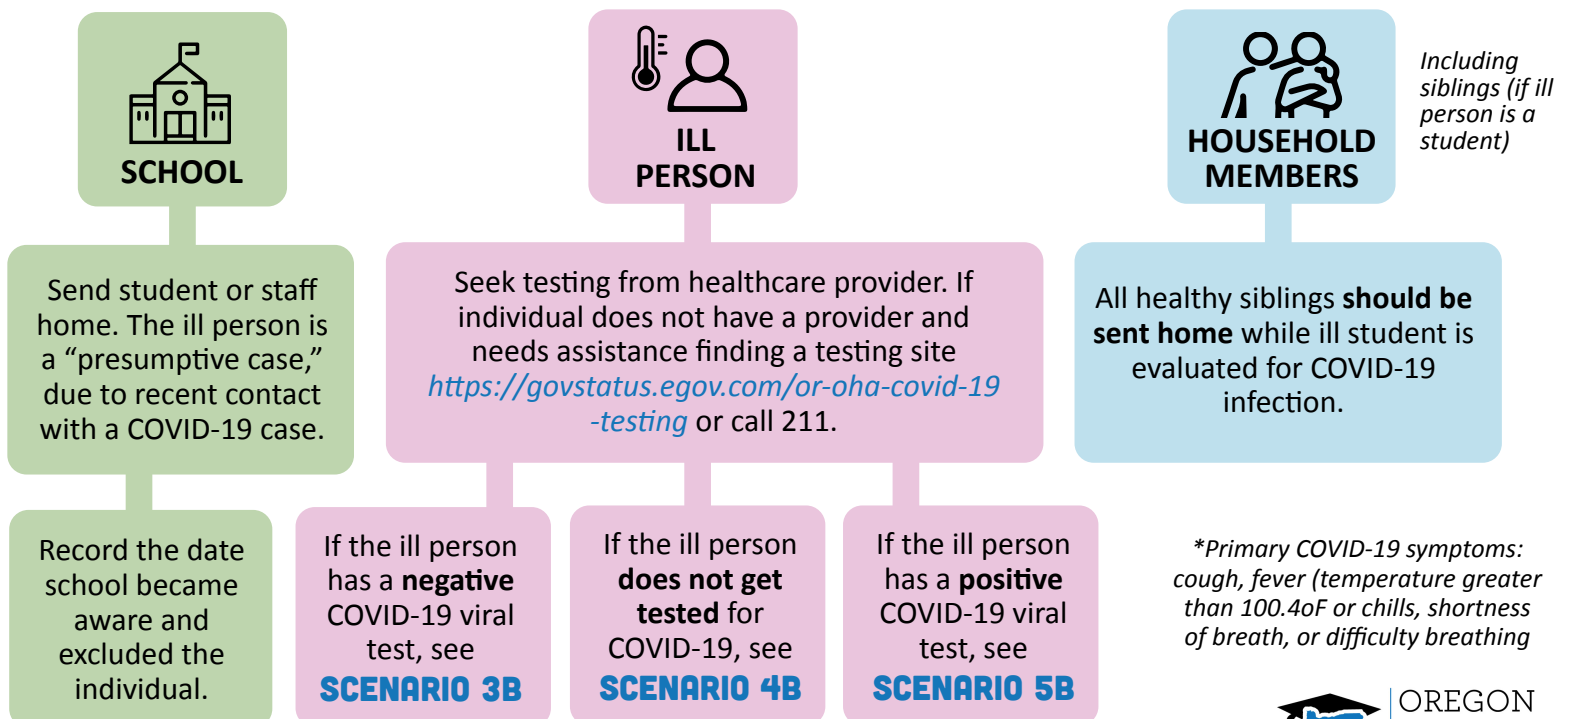 SCHOOL
Send student or staff
home. The ill person is
a “presumptive case,”
due to recent contact
with a COVID-19 case.
Record the date
school became
aware and
excluded the
individual.
ILL
PERSON
Seek testing from healthcare provider. If
individual does not have a provider and
needs assistance finding a testing site
https://govstatus.egov.com/or-oha-covid-19
-testing or call 211.
If the ill person
has a negative
COVID-19 viral
test, see
SCENARIO 3B
If the ill person
does not get
tested for
COVID-19, see
SCENARIO 4B
If the ill person
has a positive
COVID-19 viral
test, see
SCENARIO 5B
HOUSEHOLD
MEMBERS
Including
siblings (if ill
person is a
student)
All healthy siblings should be
sent home while ill student is
evaluated for COVID-19
infection.
*Primary COVID-19 symptoms:
cough, fever (temperature greater
than 100.4oF or chills, shortness
of breath, or difficulty breathing
OREGON